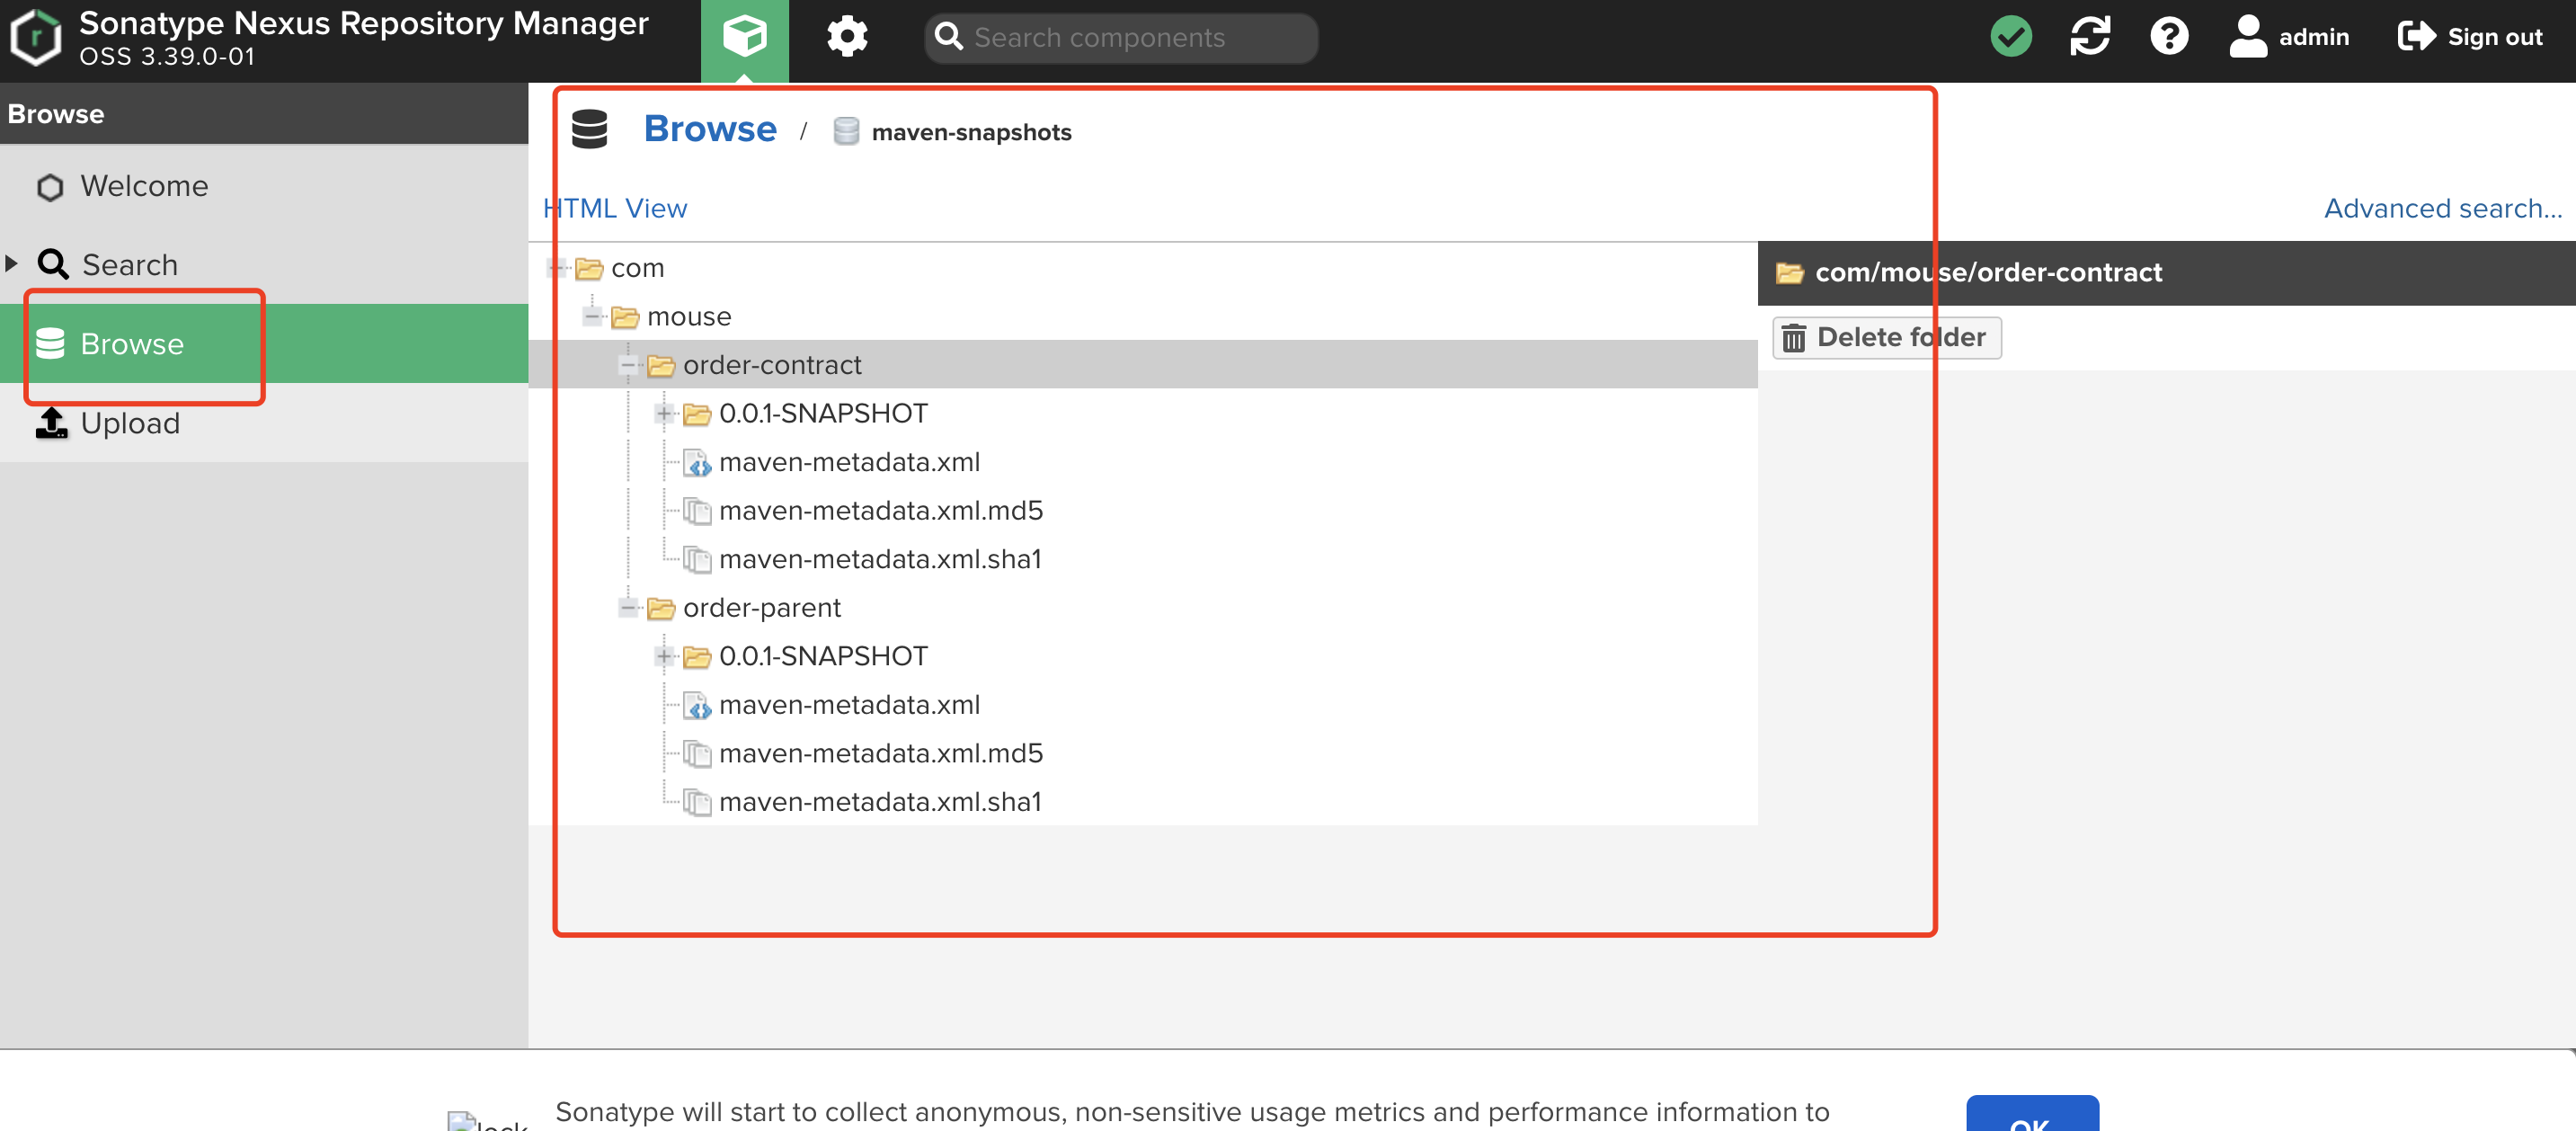 Sonatype Nexus Repository Manager
OSS 3.39.0-01
Search components
admin
Sign out
Browse
Welcome
Search
Browse
Upload
Browse / maven-snapshots
HTML View
Advanced search...
com
mouse
order-contract
0.0.1-SNAPSHOT
maven-metadata.xml
maven-metadata.xml.md5
maven-metadata.xml.sha1
order-parent
0.0.1-SNAPSHOT
maven-metadata.xml
maven-metadata.xml.md5
maven-metadata.xml.sha1
com/mouse/order-contract
Delete folder
lock
Sonatype will start to collect anonymous, non-sensitive usage metrics and performance information to
OK